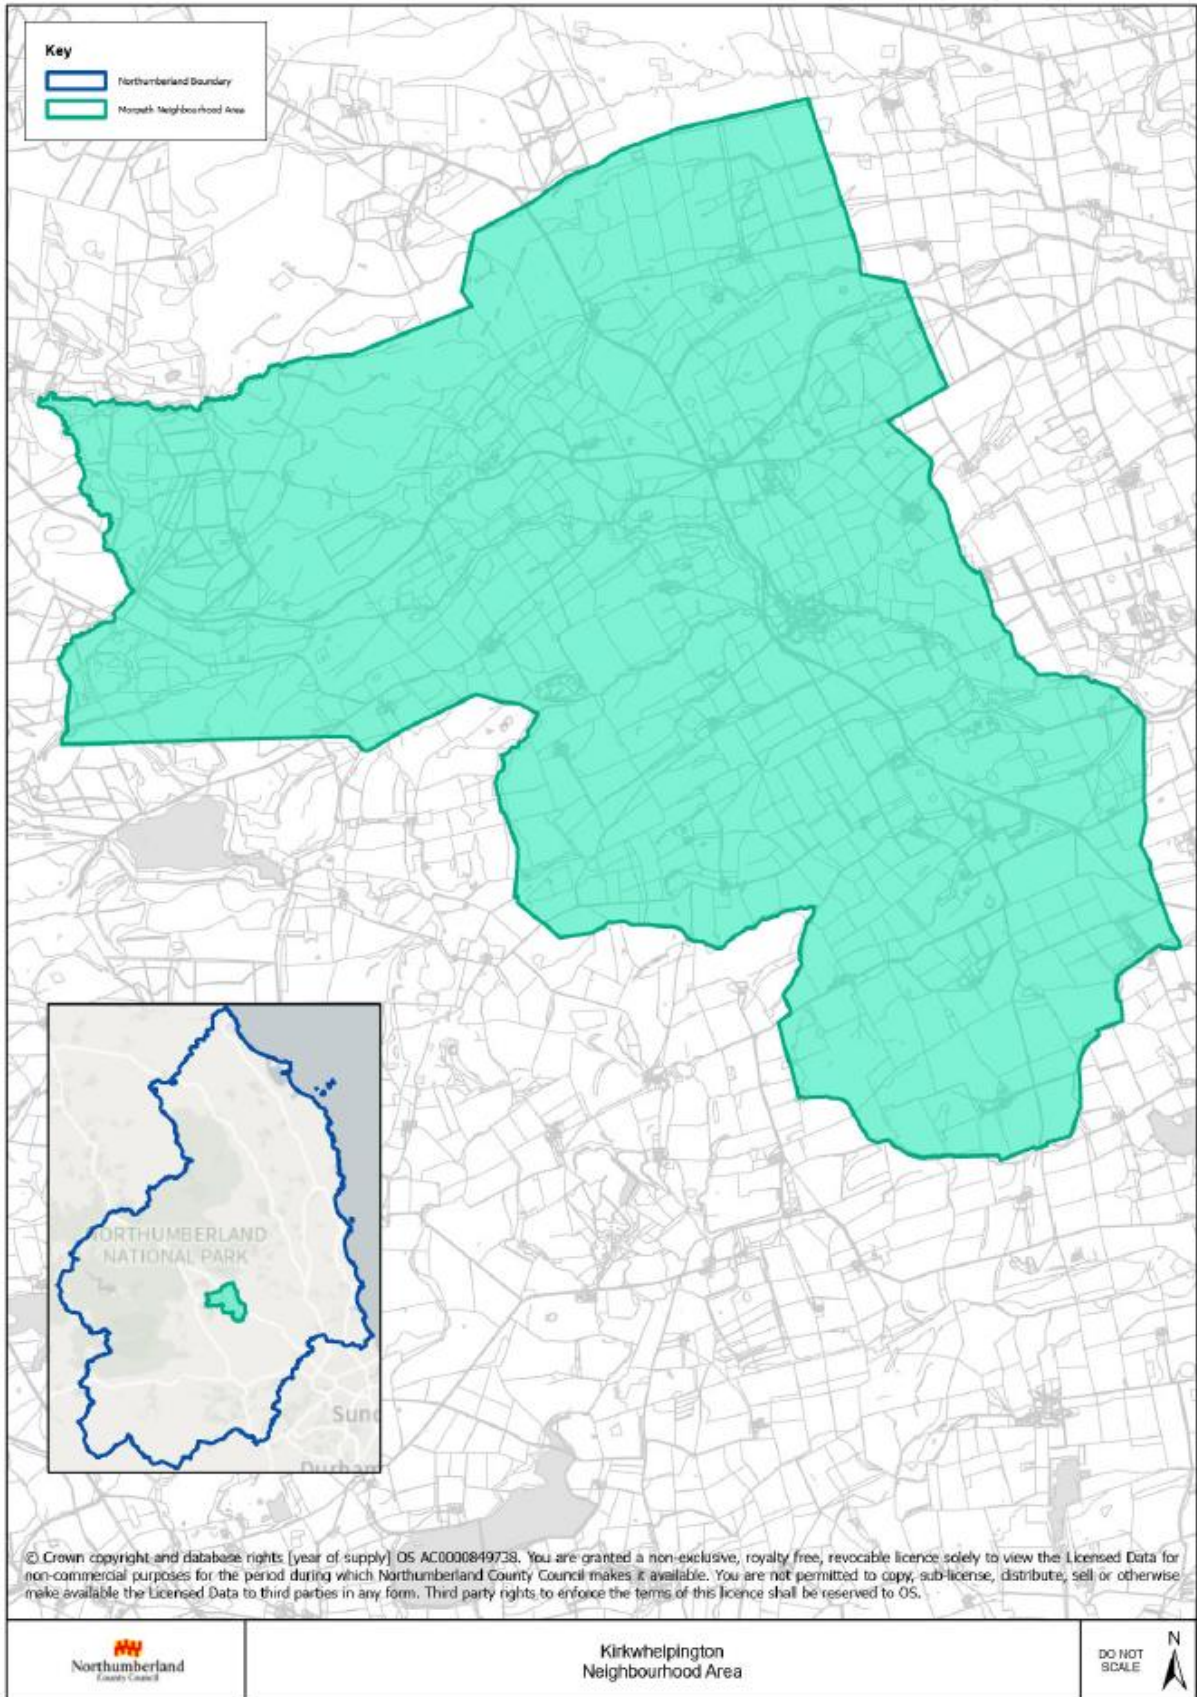 Key
Northumberland Boundary
Morpeth Neighbourhood Area
NORTHUMBERLAND
NATIONAL PARK
Sund
Durham
© Crown copyright and database rights [year of supply] OS AC0000849738. You are granted a non-exclusive, royalty free, revocable licence solely to view the Licensed Data for
non-commercial purposes for the period during which Northumberland County Council makes it available. You are not permitted to copy, sub-license, distribute, sell or otherwise
make available the Licensed Data to third parties in any form. Third party rights to enforce the terms of this licence shall be reserved to OS.
Northumberland
County Council
Kirkwhelpington
Neighbourhood Area
DO NOT
SCALE
N